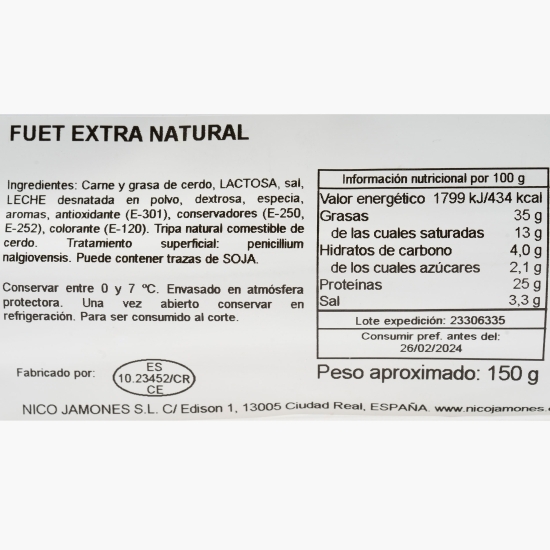 FUET EXTRA NATURAL
Ingredientes: Carne y grasa de cerdo, LACTOSA, sal,
LECHE desnatada en polvo, dextrosa, especia,
aromas, antioxidante (E-301), conservadores (E-250,
E-252), colorante (E-120). Tripa natural comestible de
cerdo. Tratamiento superficial: penicillium
nalgiovensis. Puede contener trazas de SOJA.
Conservar entre 0 y 7 ºC. Envasado en atmósfera
protectora. Una vez abierto conservar en
refrigeración. Para ser consumido al corte.
Fabricado por:
ES
10.23452/CR
CE
Información nutricional por 100 g
Valor energético 1799 kJ/434 kcal
Grasas 35 g
de las cuales saturadas 13 g
Hidratos de carbono 4,0 g
de los cuales azúcares 2,1 g
Proteínas 25 g
Sal 3,3 g
Lote expedición: 23306335
Consumir pref. antes del:
26/02/2024
Peso aproximado: 150 g
NICO JAMONES S.L. C/ Edison 1, 13005 Ciudad Real, ESPAÑA. www.nicojamones.